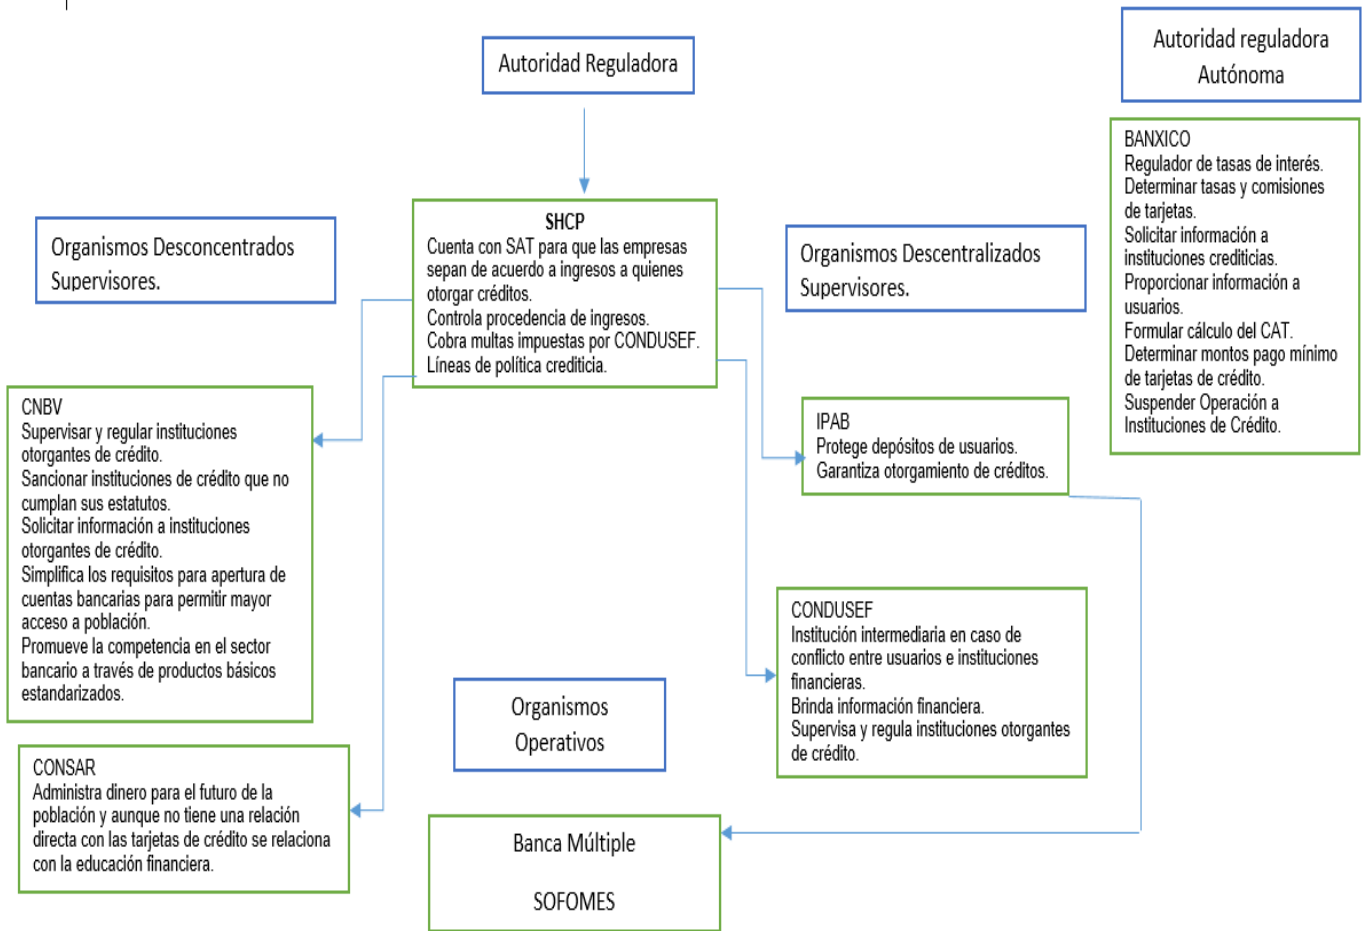 Autoridad Reguladora
Autoridad reguladora
Autónoma
BANXICO
Regulador de tasas de interés.
Determinar tasas y comisiones
de tarjetas.
Solicitar información a
instituciones crediticias.
Proporcionar información a
usuarios.
Formular cálculo del CAT.
Determinar montos pago mínimo
de tarjetas de crédito.
Suspender Operación a
Instituciones de Crédito.
SHCP
Cuenta con SAT para que las empresas
sepan de acuerdo a ingresos a quienes
otorgar créditos.
Controla procedencia de ingresos.
Cobra multas impuestas por CONDUSEF.
Líneas de política crediticia.
Organismos Desconcentrados
Supervisores.
Organismos Descentralizados
Supervisores.
CNBV
Supervisar y regular instituciones
otorgantes de crédito.
Sancionar instituciones de crédito que no
cumplan sus estatutos.
Solicitar información a instituciones
otorgantes de crédito.
Simplifica los requisitos para apertura de
cuentas bancarias para permitir mayor
acceso a población.
Promueve la competencia en el sector
bancario a través de productos básicos
estandarizados.
IPAB
Protege depósitos de usuarios.
Garantiza otorgamiento de créditos.
CONDUSEF
Institución intermediaria en caso de
conflicto entre usuarios e instituciones
financieras.
Brinda información financiera.
Supervisa y regula instituciones otorgantes
de crédito.
Organismos
Operativos
CONSAR
Administra dinero para el futuro de la
población y aunque no tiene una relación
directa con las tarjetas de crédito se relaciona
con la educación financiera.
Banca Múltiple
SOFOMES